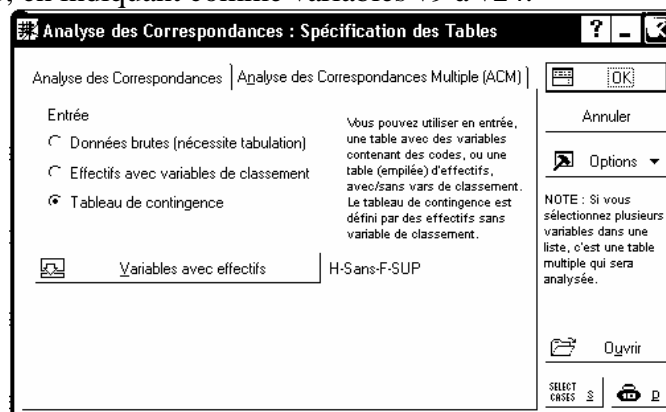 , en indiquant comme variables v9 à v24..
Analyse des Correspondances : Spécification des Tables
Analyse des Correspondances
Analyse des Correspondances Multiple (ACM)
Entrée
Données brutes (nécessite tabulation)
Effectifs avec variables de classement
Tableau de contingence
Vous pouvez utiliser en entrée,
une table avec des variables
contenant des codes, ou une
table (empilée) d'effectifs,
avec/sans vars de classement.
Le tableau de contingence est
défini par des effectifs sans
variable de classement.
Variables avec effectifs
H-Sans-F-SUP
OK
Annuler
Options
NOTE : Si vous
sélectionnez plusieurs
variables dans une
liste, c'est une table
multiple qui sera
analysée.
Ouvrir
SELECT
CASES
S
D